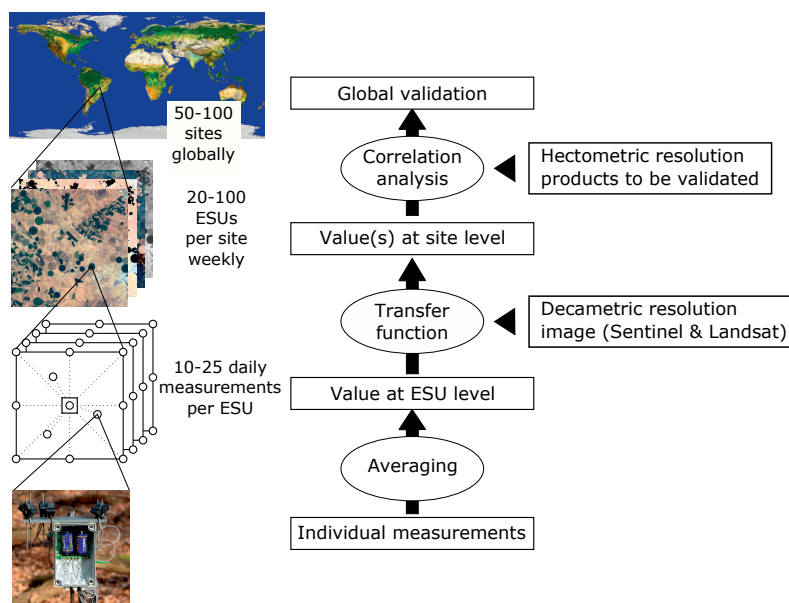 50-100
sites
globally
20-100
ESUs
per site
weekly
10-25 daily
measurements
per ESU
Global validation
Correlation
analysis
Hectometric resolution
products to be validated
Value(s) at site level
Transfer
function
Decametric resolution
image (Sentinel & Landsat)
Value at ESU level
Averaging
Individual measurements